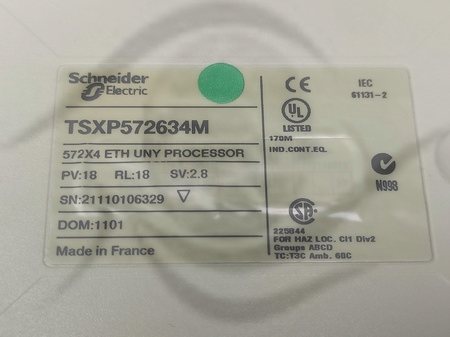 Schneider
Electric
TSXP572634M
572X4 ETH UNY PROCESSOR
PV:18 RL:18 SV:2.8
SN:21110106329
DOM:1101
Made in France
CE
IEC
61131-2
UL
LISTED
170M
IND.CONT.EQ.
N998
SA
225844
FOR HAZ LOC. Cl1 Div2
Groups ABCD
TC:T3C Amb. 60C